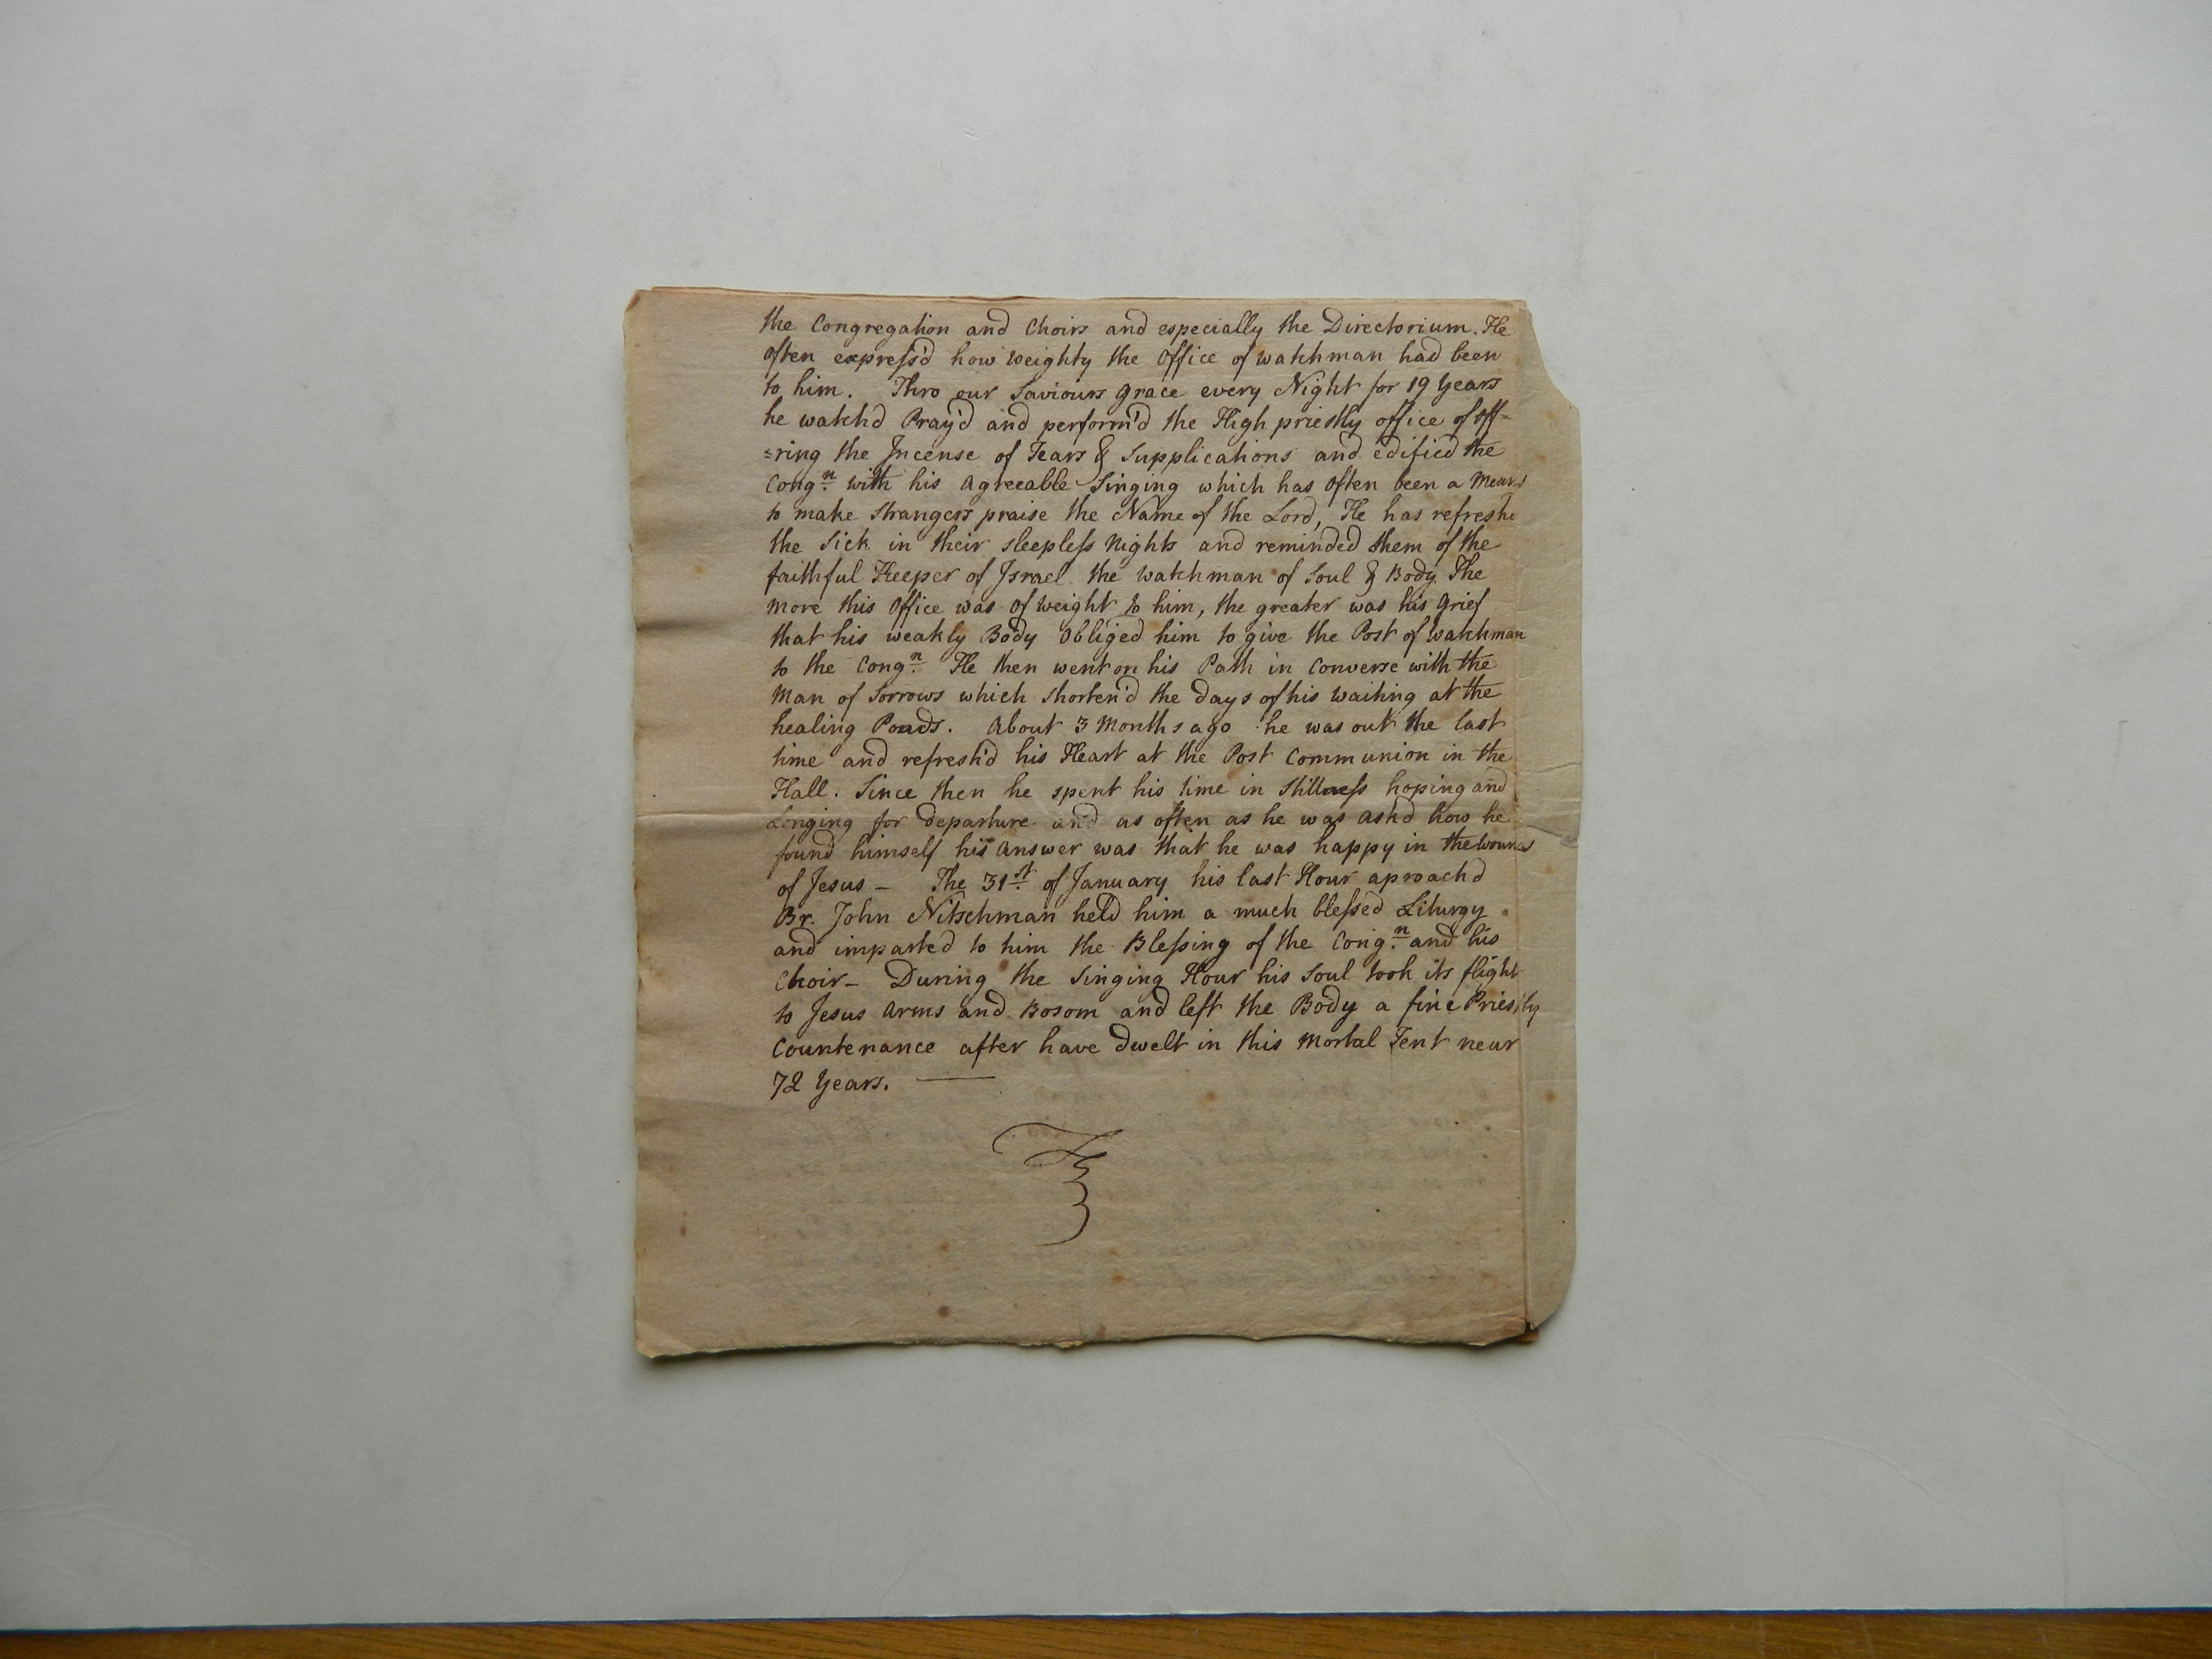 the Congregation and Choirs and especially the Directorium. He
often express'd how weighty the Office of watchman had been
to him. Thro our Saviours grace every Night for 19 Years
he watch'd Pray'd and perform'd the High priestly office of off-
=ring the Incense of Tears & Supplications and edified the
Congn. with his Agreeable Singing which has Often been a Means
to make strangers praise the Name of the Lord, He has refreshe
the Sick in their sleepless Nights and reminded them of the
faithful Keeper of Israel the watchman of Soul & Body. The
more this Office was of weight to him, the greater was his Grief
that his weakly Body Obliged him to give the Post of Watchman
to the Congn. He then went on his Path in Converse with the
Man of Sorrows which shorten'd the Days of his Waiting at the
healing Ponds. About 3 Months ago he was out the last
time and refresh'd his Heart at the Post Communion in the
Hall. Since then he spent his time in Stillness hoping and
Longing for departure and as often as he was ask'd how he
found himself his Answer was that he was happy in the wounds
of Jesus – The 31st of January his last Hour aproach'd
Br. John Nitschman held him a much blessed Liturgy
and imparted to him the Blessing of the Congn. and his
Choir – During the Singing Hour his Soul took its flight
to Jesus Arms and Bosom and left the Body a fine Priestly
Countenance after have dwelt in this Mortal Tent near
72 Years. —